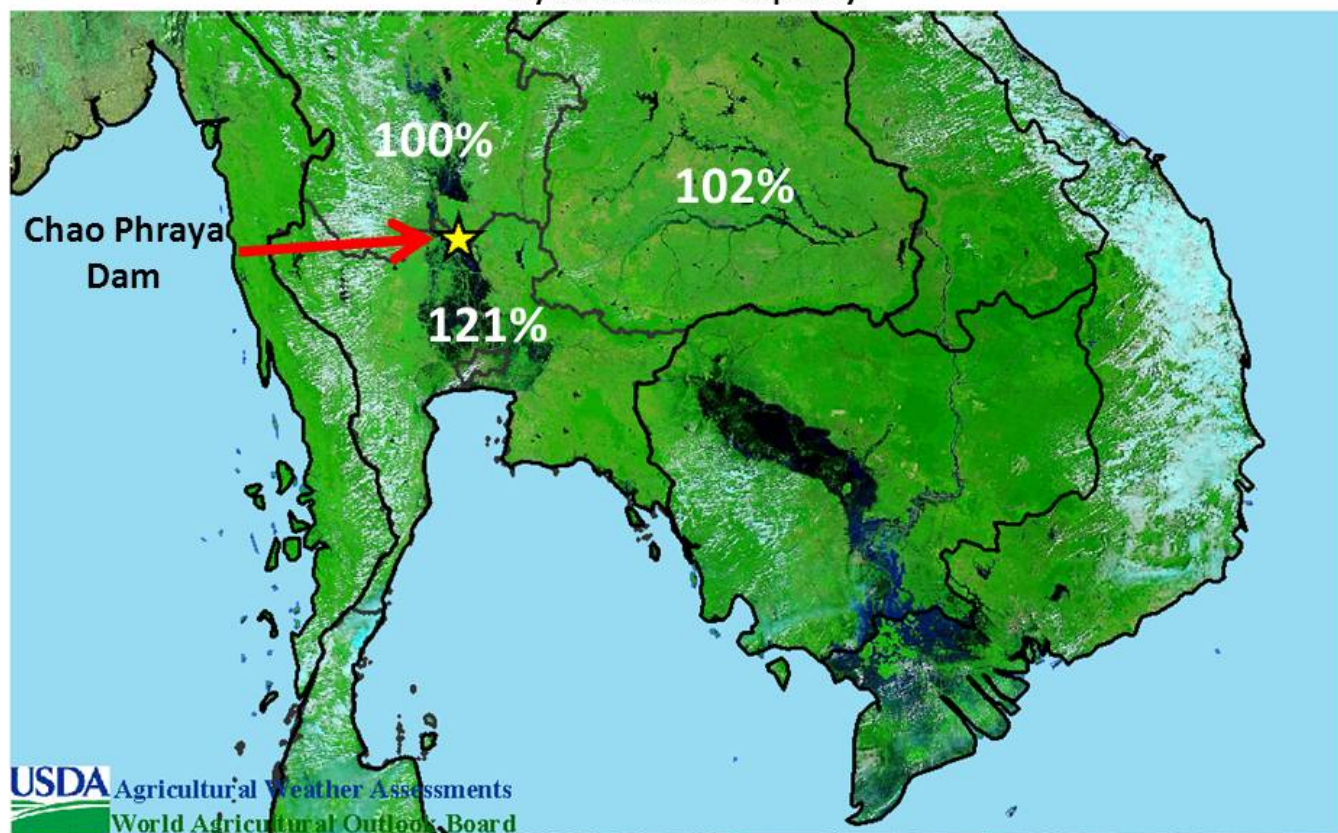 100%
102%
Chao Phraya
Dam
121%
USDA Agricultural Weather Assessments
World Agricultural Outlook Board